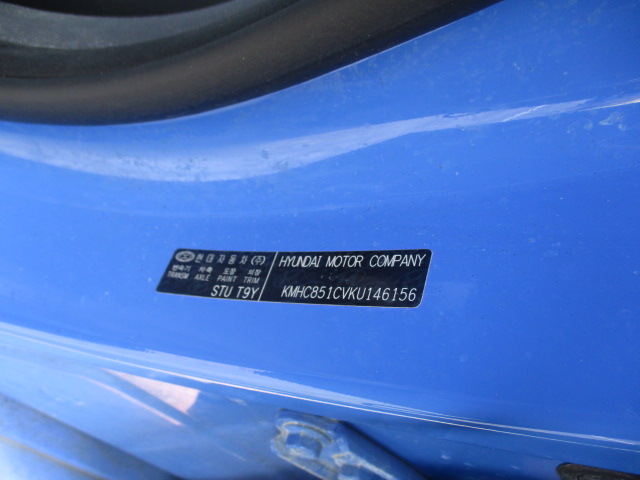 현대자동차(주)
변속기 차축 도장 외장
TRANSM AXLE PAINT TRIM
STU T9Y
HYUNDAI MOTOR COMPANY
KMHC851CVKU146156